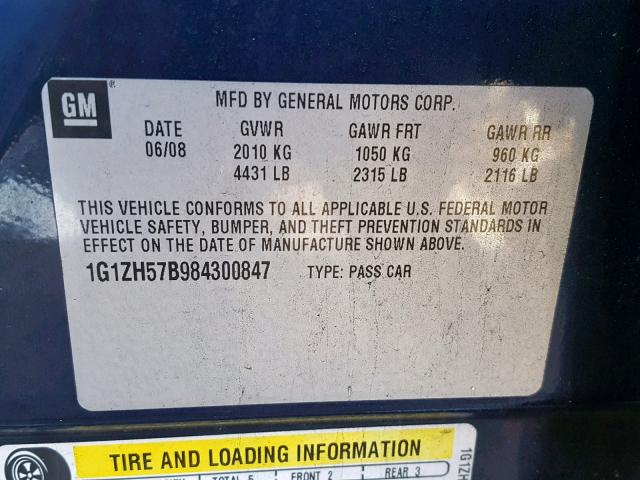 GM
MFD BY GENERAL MOTORS CORP.
DATE GVWR GAWR FRT GAWR RR
06/08 2010 KG 1050 KG 960 KG
4431 LB 2315 LB 2116 LB
THIS VEHICLE CONFORMS TO ALL APPLICABLE U.S. FEDERAL MOTOR
VEHICLE SAFETY, BUMPER, AND THEFT PREVENTION STANDARDS IN
EFFECT ON THE DATE OF MANUFACTURE SHOWN ABOVE.
1G1ZH57B984300847 TYPE: PASS CAR
TIRE AND LOADING INFORMATION
TOTAL 5 FRONT 2 REAR 3
1G1ZH